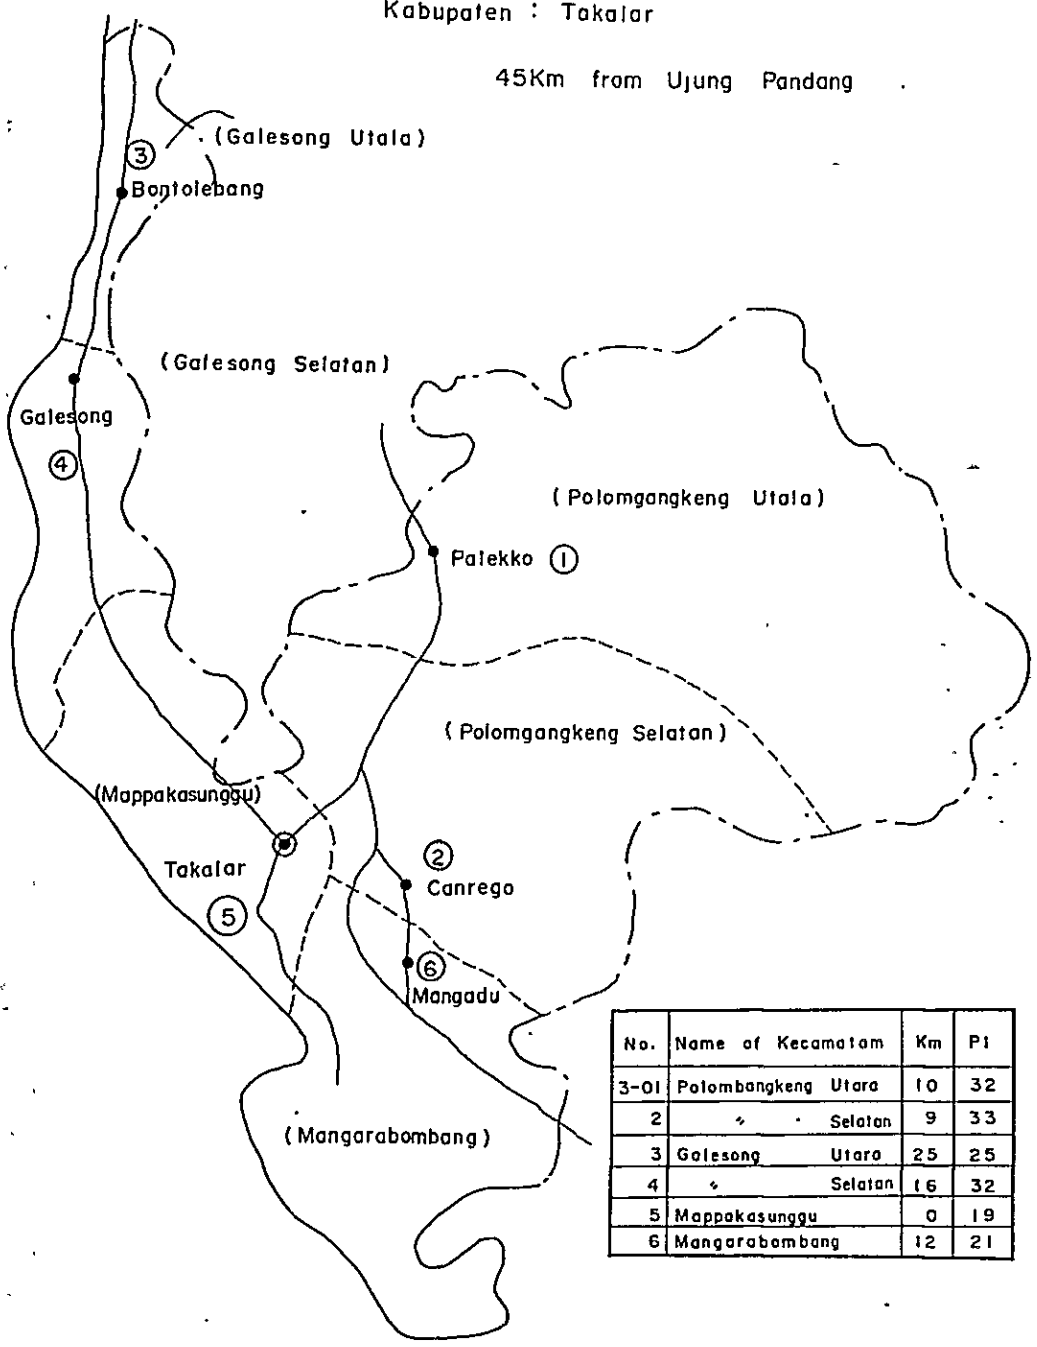 Kabupaten : Takalar
45Km from Ujung Pandang
(Galesong Utala)
3
Bontolebang
(Galesong Selatan)
Galesong
4
(Polomgangkeng Utala)
Palekko 1
(Polomgangkeng Selatan)
(Mappakasunggu)
Takalar
5
2
Canrego
6
Mangadu
(Mangarabombang)
No. Name of Kecamatam Km P1
3-01 Polombangkeng Utara 10 32
2 〃 Selatan 9 33
3 Galesong Utara 25 25
4 〃 Selatan 16 32
5 Mappakasunggu 0 19
6 Mangarabambang 12 21